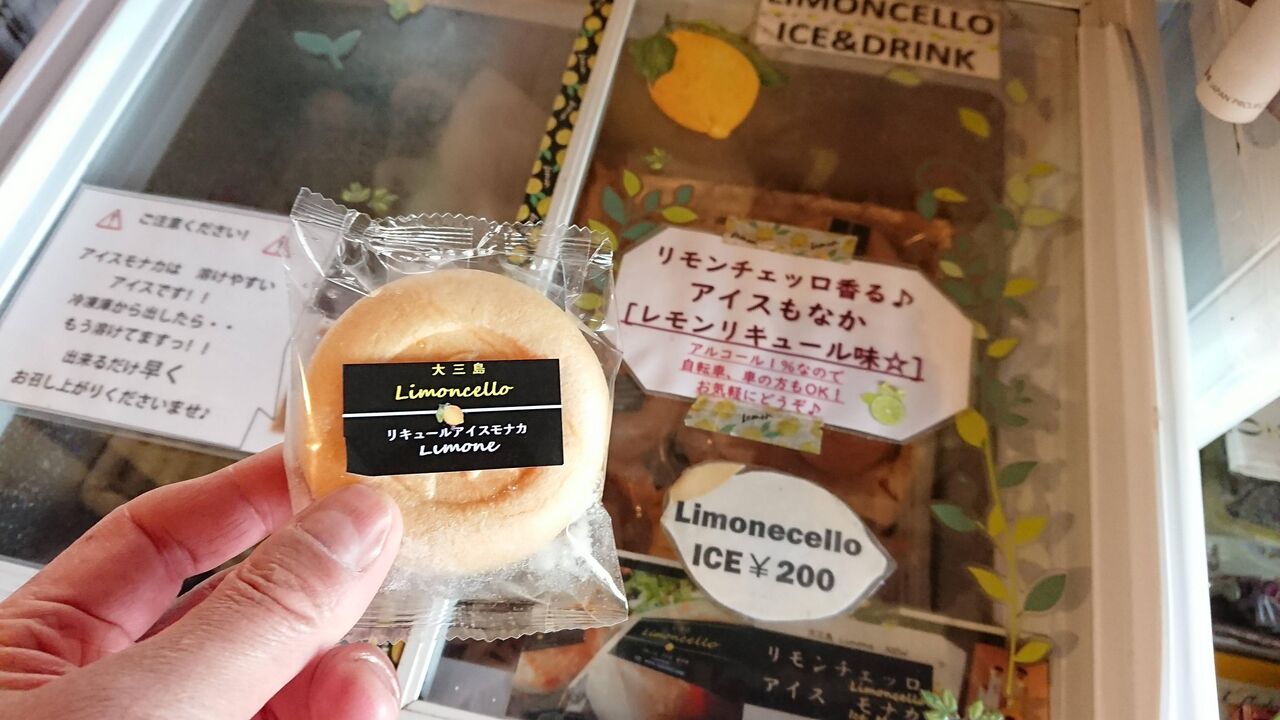 LIMONCELLO
ICE&DRINK
ご注意ください!
アイスモナカは 溶けやすい
アイスです!!
冷凍庫から出したら・・
もう溶けてますっ!!
出来るだけ早く
お召し上がりくださいませ♪
大三島
Limoncello
リキュールアイスモナカ
Limone
リモンチェッロ香る♪
アイスもなか
[レモンリキュール味☆]
アルコール1%なので
自転車、車の方もOK!
お気軽にどうぞ♪
Limonecello
ICE¥200
Limoncello
リモンチェッロ
アイス モナカ
Limoncello